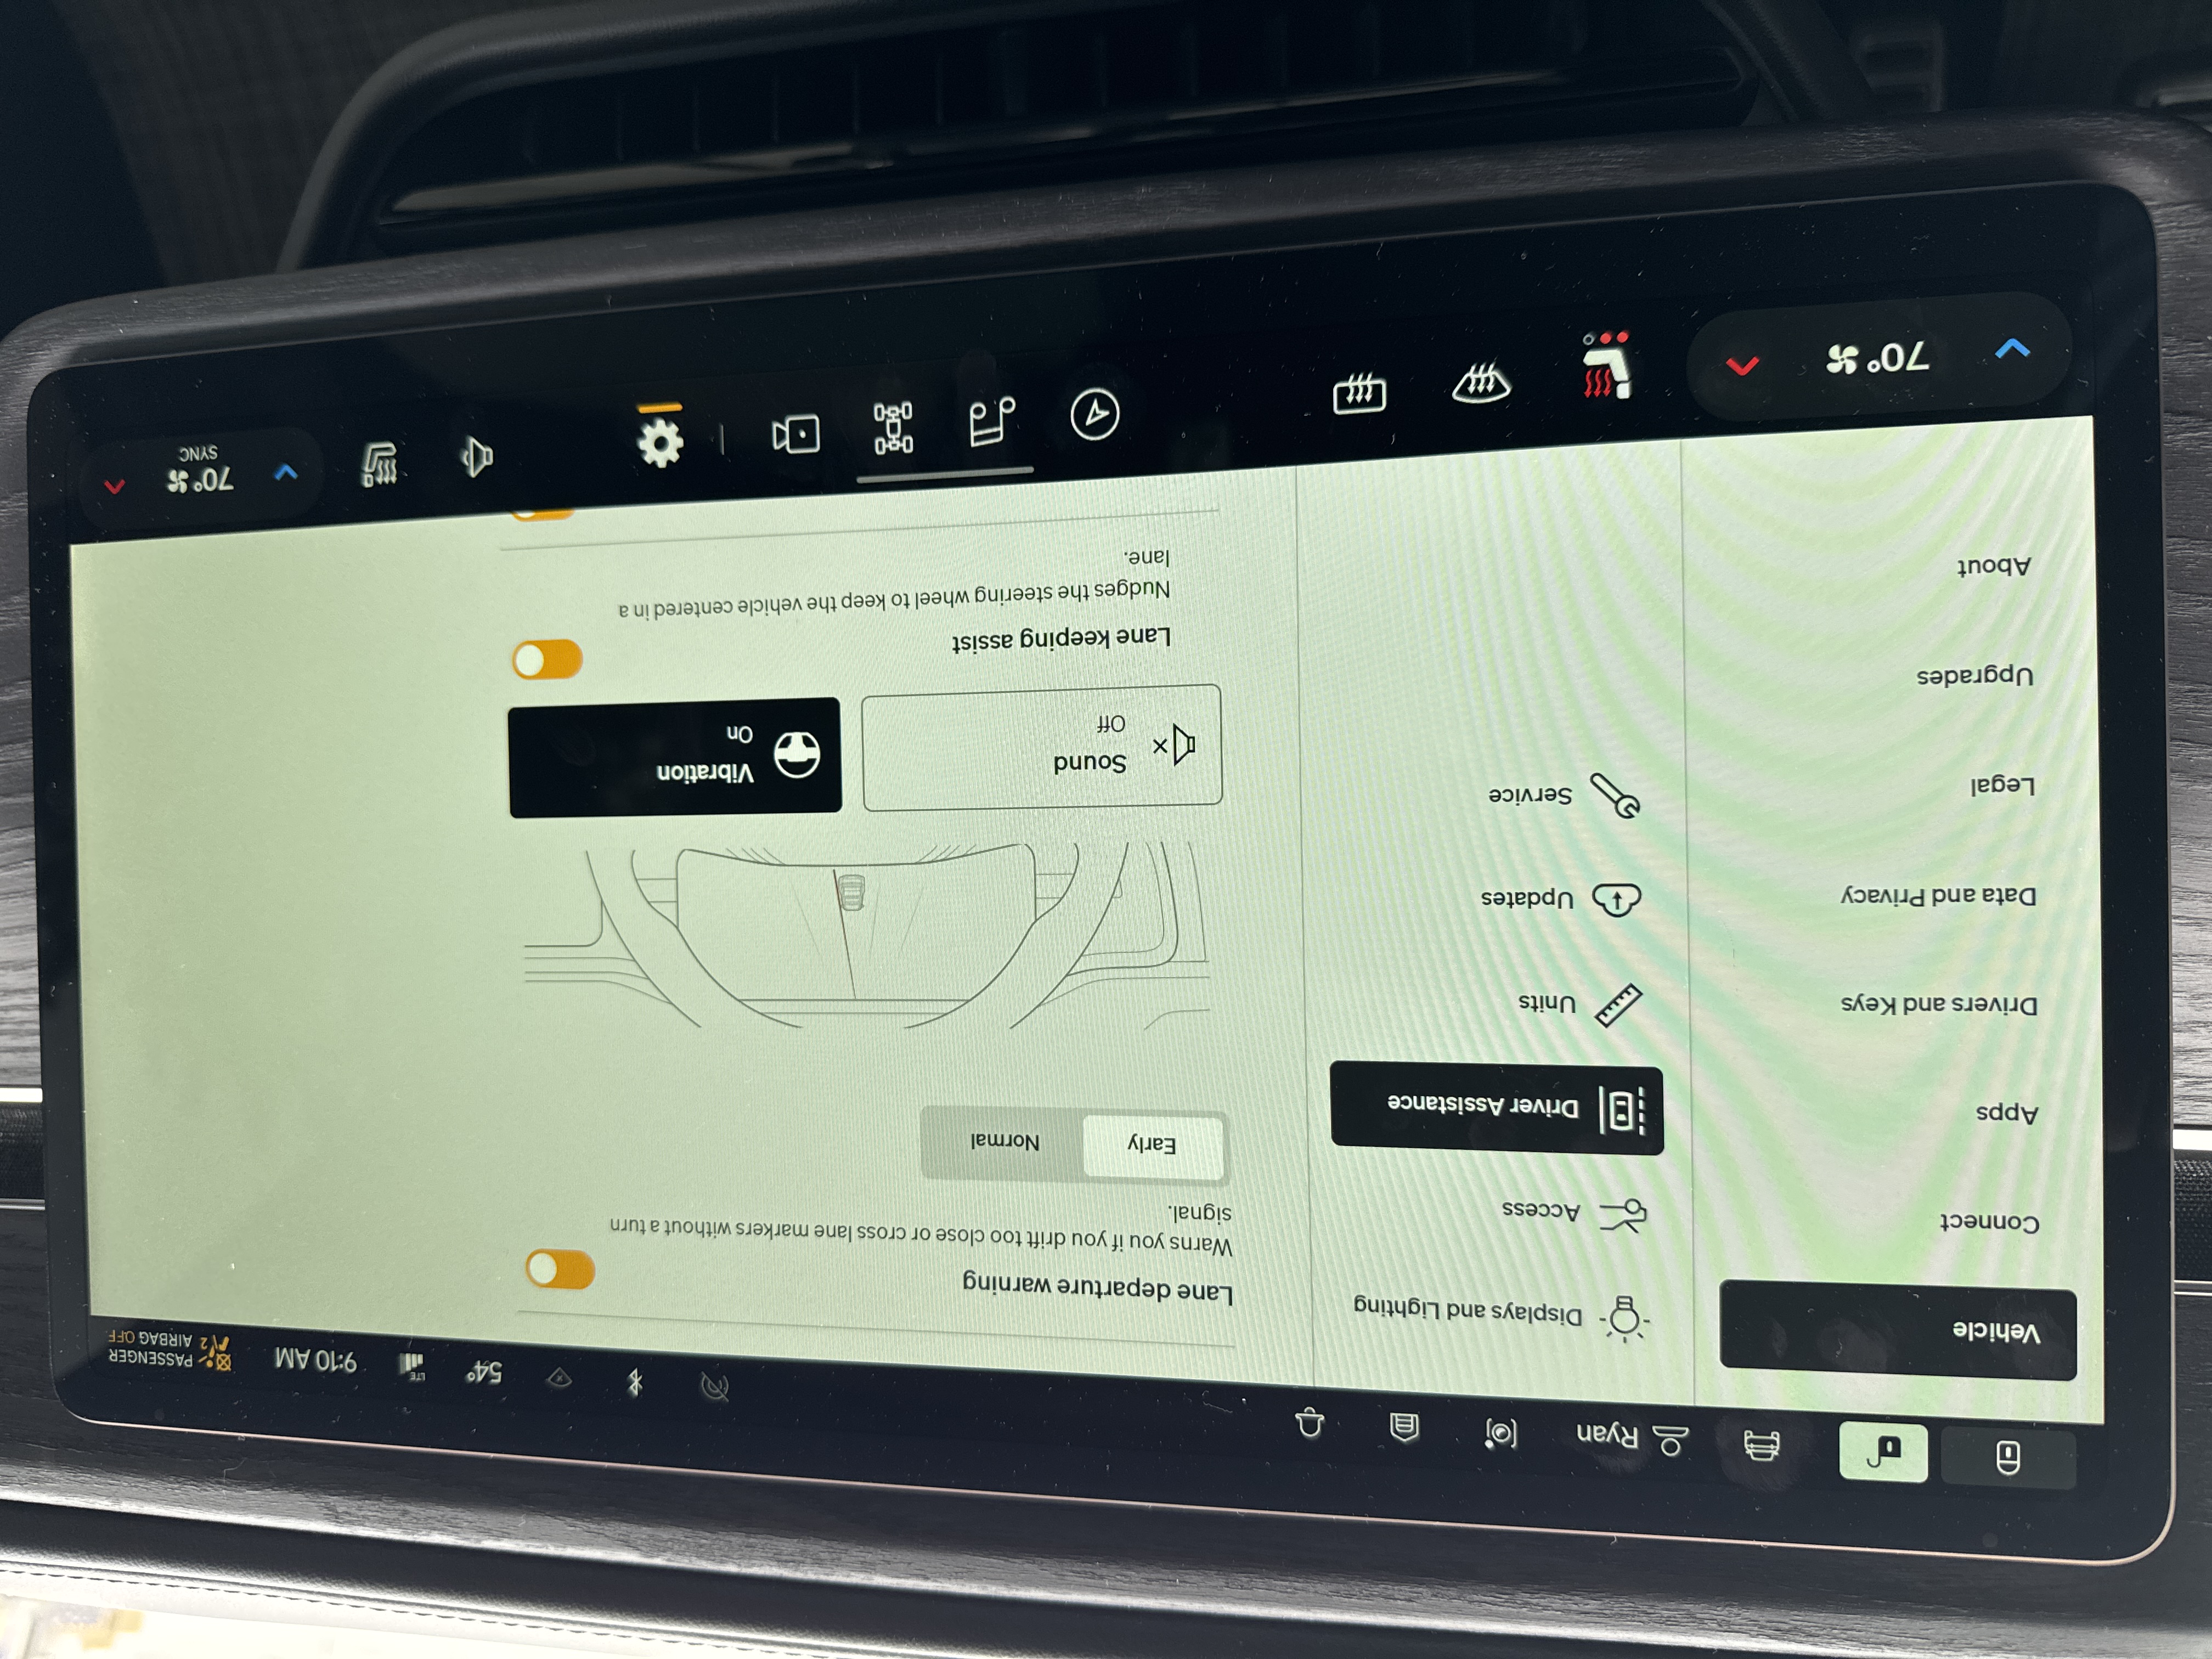 Ryan
54°
LTE
9:10 AM
PASSENGER
AIRBAG OFF
2
Vehicle
Connect
Apps
Drivers and Keys
Data and Privacy
Legal
Upgrades
About
Displays and Lighting
Access
Driver Assistance
Units
Updates
Service
Lane departure warning
Warns you if you drift too close or cross lane markers without a turn
signal.
Early
Normal
Sound
Off
Vibration
On
Lane keeping assist
Nudges the steering wheel to keep the vehicle centered in a
lane.
70°
70°
SYNC